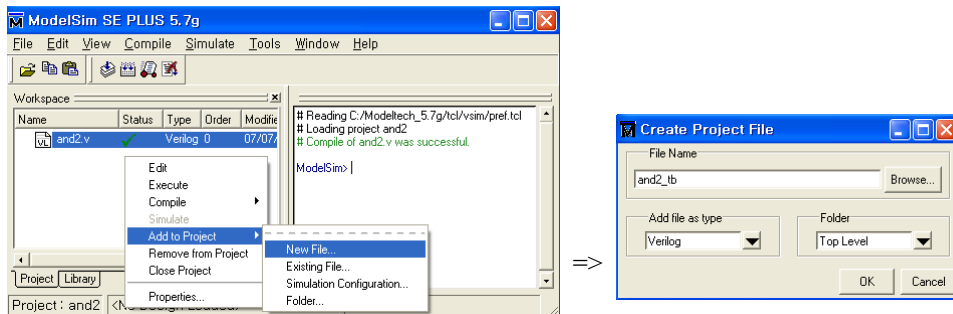 ModelSim SE PLUS 5.7g
File Edit View Compile Simulate Tools Window Help
Workspace
Name Status Type Order Modifie
and2.v Verilog 0 07/07/
# Reading C:/Modeltech_5.7g/tcl/vsim/pref.tcl
# Loading project and2
# Compile of and2.v was successful.
ModelSim>
Edit
Execute
Compile
Simulate
Add to Project
Remove from Project
Close Project
Properties...
New File...
Existing File...
Simulation Configuration...
Folder...
Project Library
Project : and2
=>
Create Project File
File Name
and2_tb Browse...
Add file as type Folder
Verilog Top Level
OK Cancel